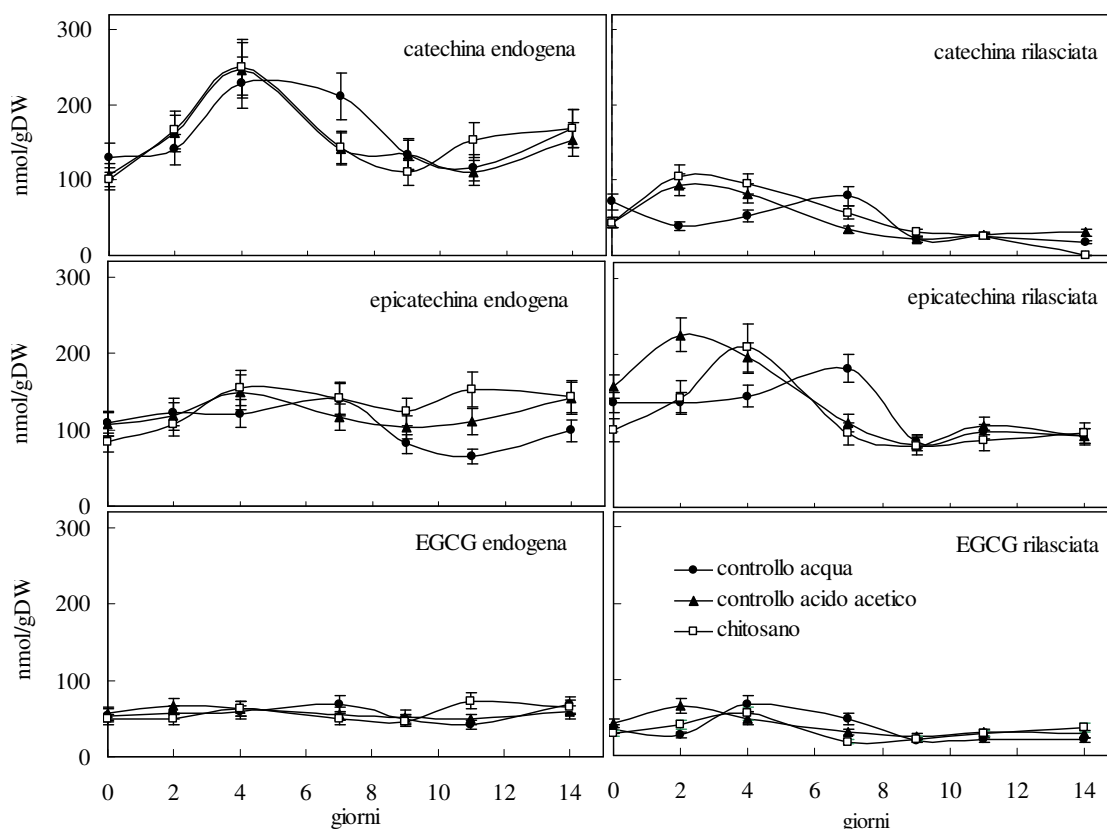 300
catechina endogena
catechina rilasciata
200
nmol/gDW
100
0
300
epicatechina endogena
epicatechina rilasciata
200
nmol/gDW
100
0
300
EGCG endogena
EGCG rilasciata
controllo acqua
200
controllo acido acetico
nmol/gDW
chitosano
100
0
0 2 4 6 8 10 12 14
0 2 4 6 8 10 12 14
giorni
giorni